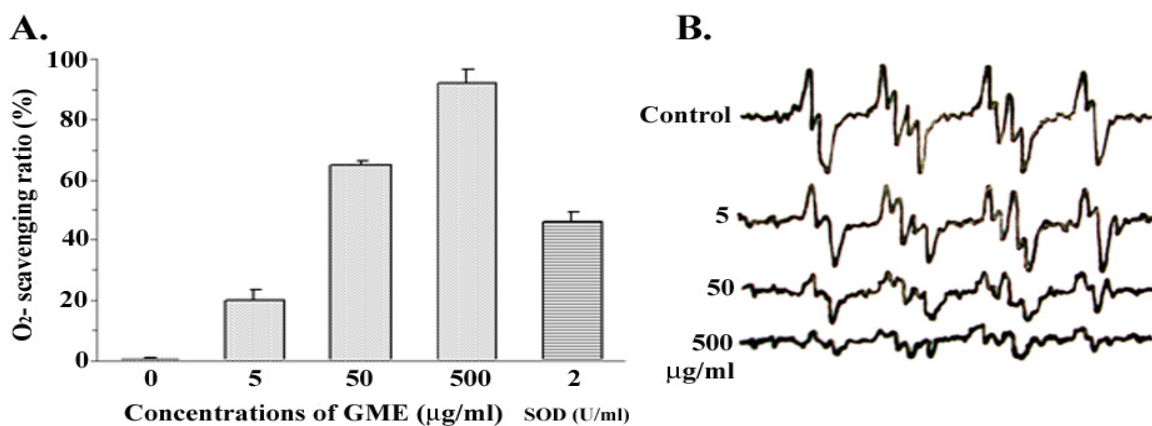 A.
O₂- scavenging ratio (%)
100
80
60
40
20
0
0 5 50 500 2
Concentrations of GME (μg/ml) SOD (U/ml)
B.
Control
5
50
500
μg/ml